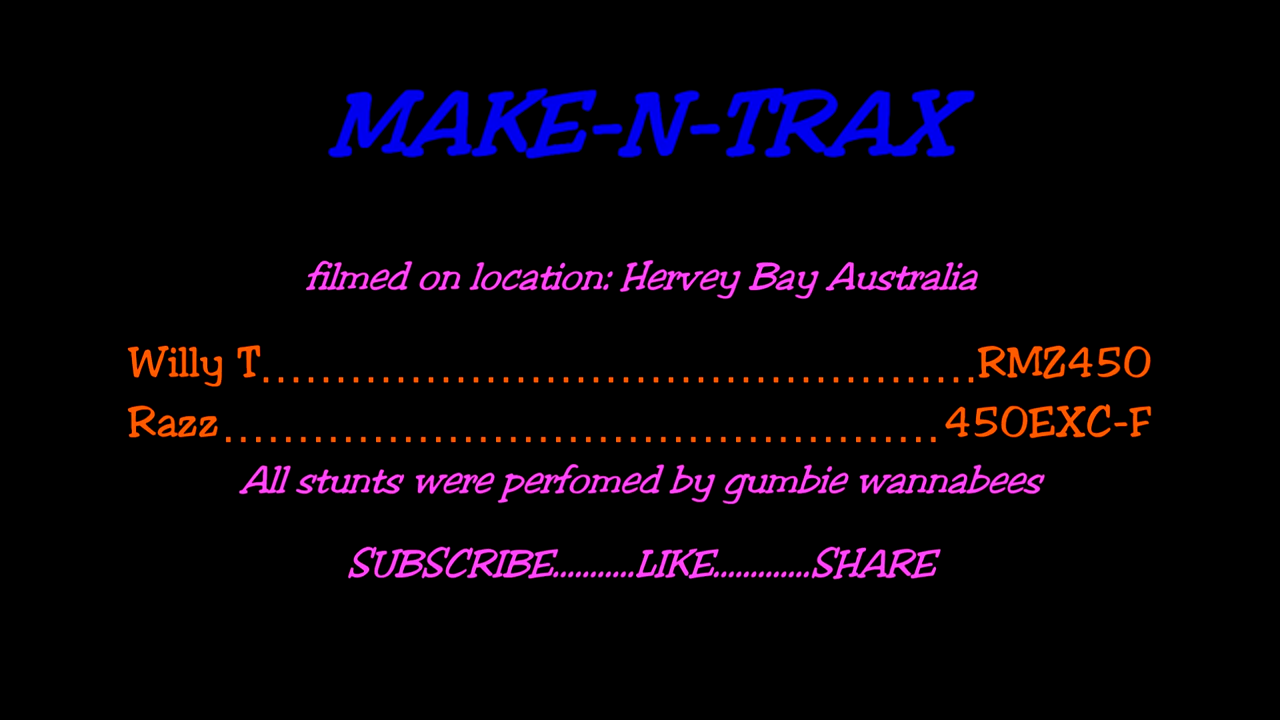 MAKE-N-TRAX
filmed on location: Hervey Bay Australia
Willy T................................................RMZ450
Razz................................................450EXC-F
All stunts were perfomed by gumbie wannabees
SUBSCRIBE...........LIKE.............SHARE